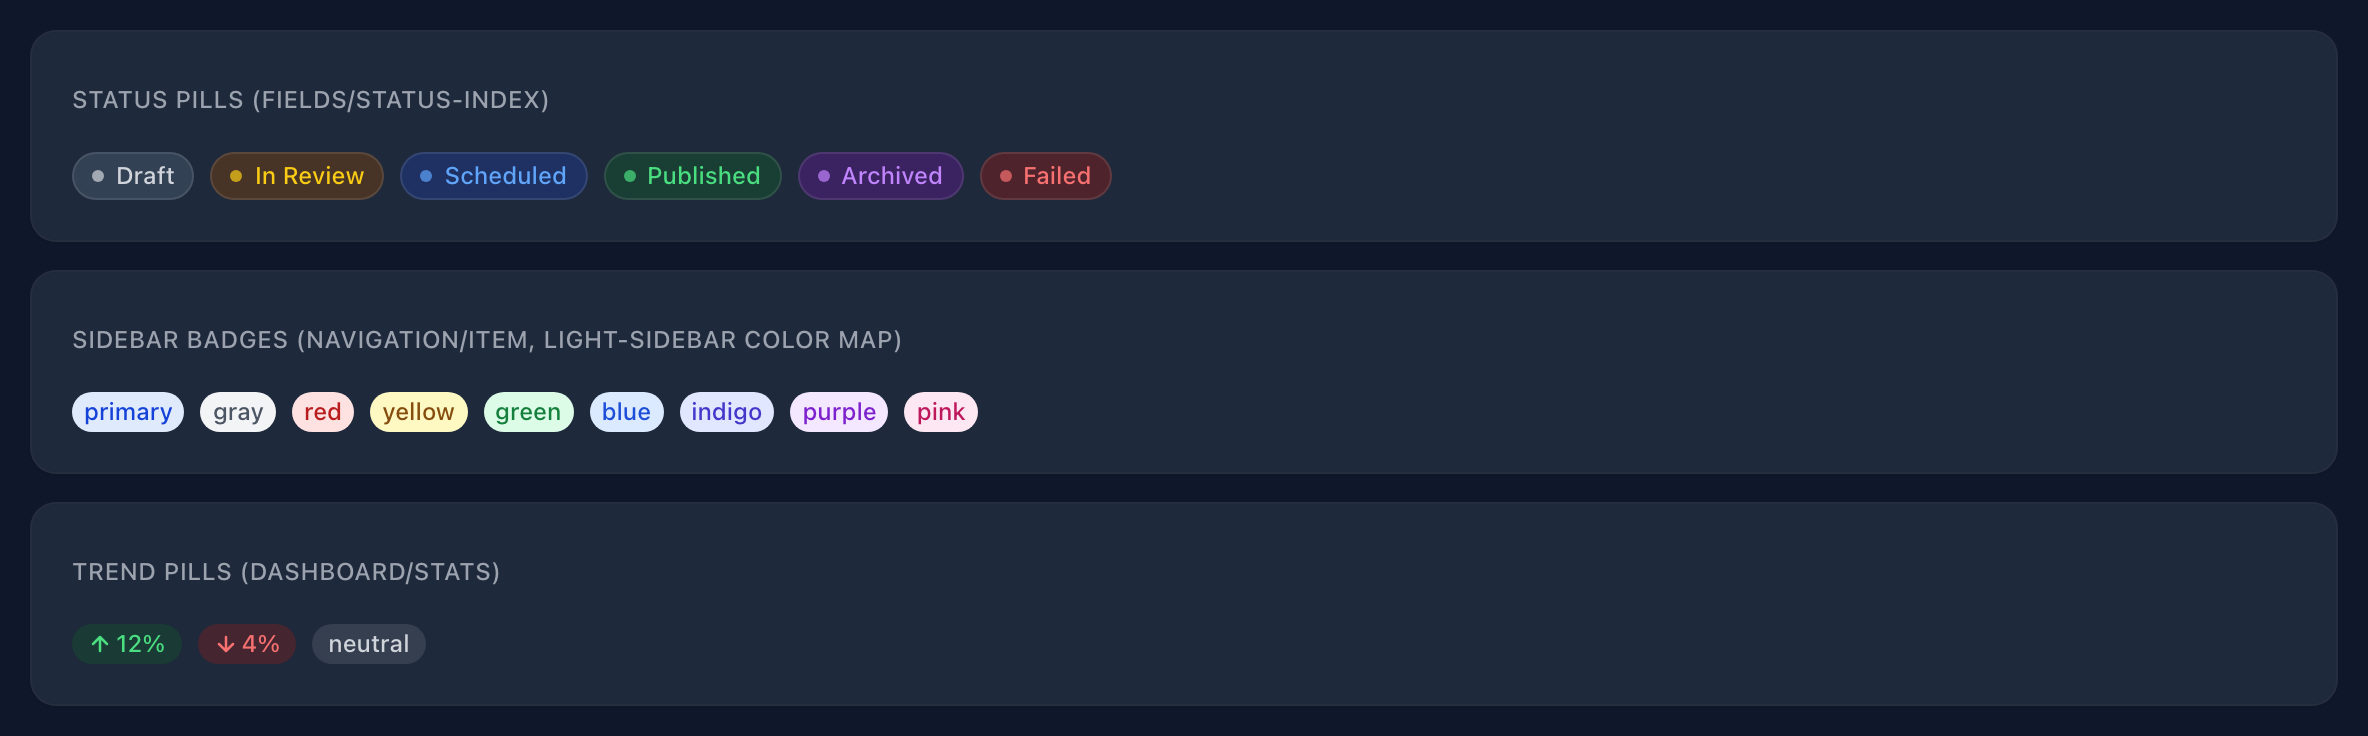 STATUS PILLS (FIELDS/STATUS-INDEX)
Draft In Review Scheduled Published Archived Failed
SIDEBAR BADGES (NAVIGATION/ITEM, LIGHT-SIDEBAR COLOR MAP)
primary gray red yellow green blue indigo purple pink
TREND PILLS (DASHBOARD/STATS)
↑ 12% ↓ 4% neutral